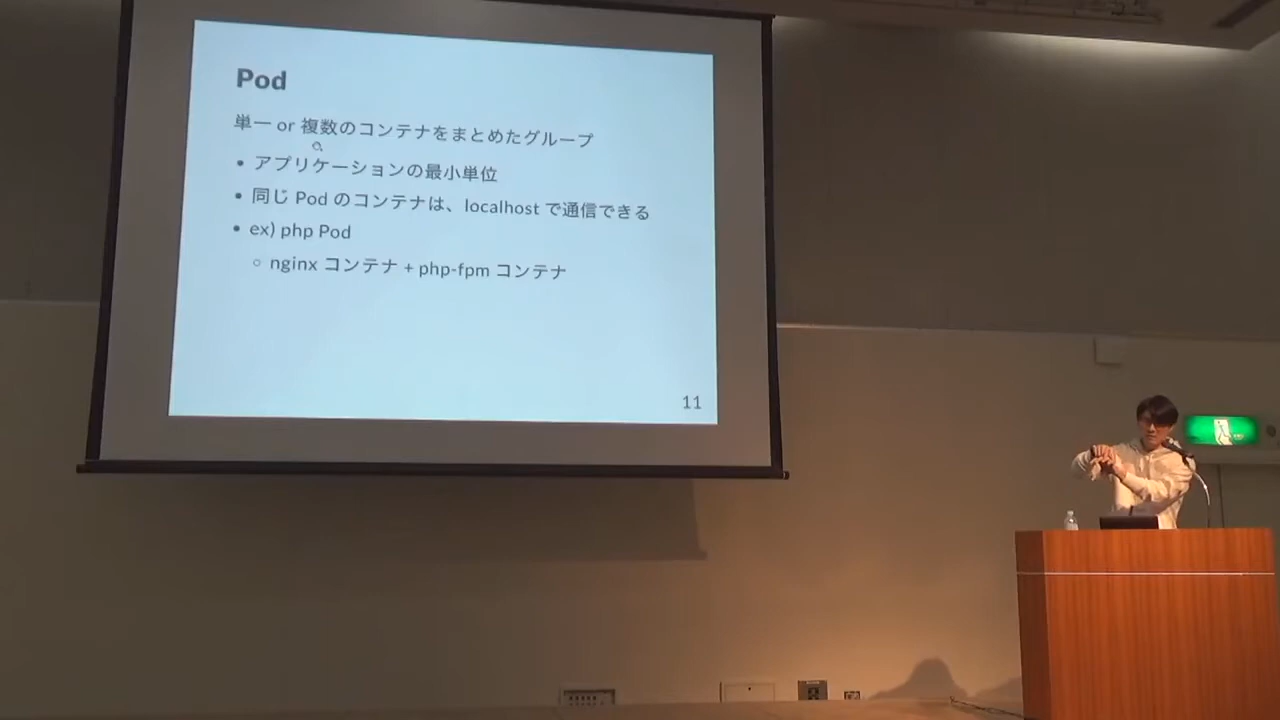 Pod
単一 or 複数のコンテナをまとめたグループ
• アプリケーションの最小単位
• 同じ Pod のコンテナは、localhost で通信できる
• ex) php Pod
○ nginx コンテナ + php-fpm コンテナ
11